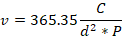 v = 365.35 C / d² * P